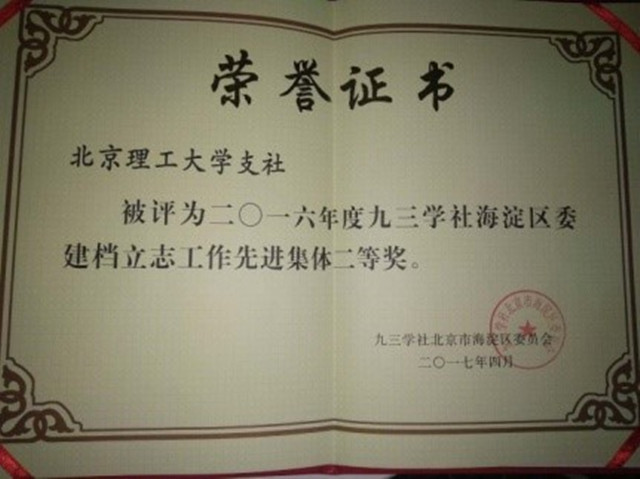 荣誉证书
北京理工大学支社
被评为二〇一六年度九三学社海淀区委
建档立志工作先进集体二等奖。
九三学社北京市海淀区委员会
二〇一七年四月